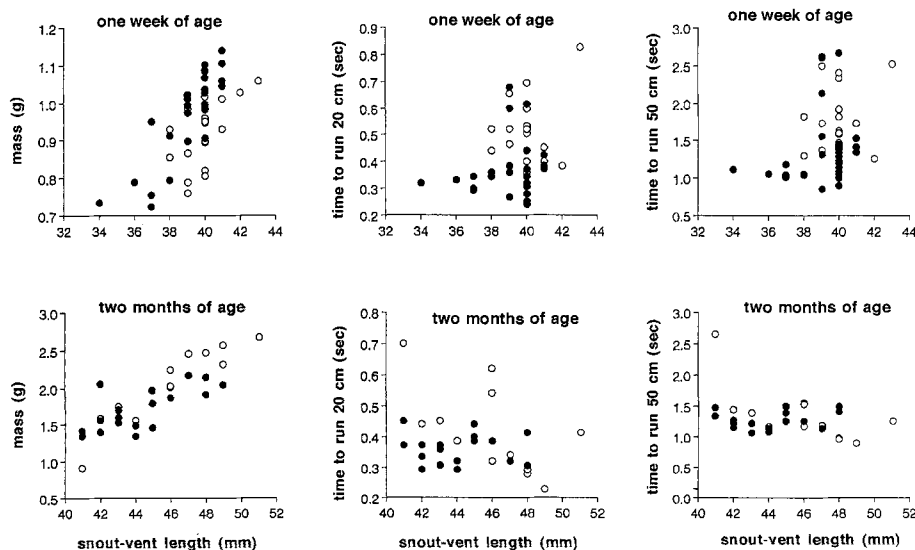 one week of age
one week of age
one week of age
mass (g)
1.2
1.1
1.0
0.9
0.8
0.7
32 34 36 38 40 42 44
time to run 20 cm (sec)
0.9
0.8
0.7
0.6
0.5
0.4
0.3
0.2
32 34 36 38 40 42 44
time to run 50 cm (sec)
3.0
2.5
2.0
1.5
1.0
0.5
32 34 36 38 40 42 44
two months of age
two months of age
two months of age
mass (g)
3.0
2.5
2.0
1.5
1.0
0.5
40 42 44 46 48 50 52
snout-vent length (mm)
time to run 20 cm (sec)
0.8
0.7
0.6
0.5
0.4
0.3
0.2
40 42 44 46 48 50 52
snout-vent length (mm)
time to run 50 cm (sec)
3.0
2.5
2.0
1.5
1.0
0.5
0.0
40 42 44 46 48 50 52
snout-vent length (mm)